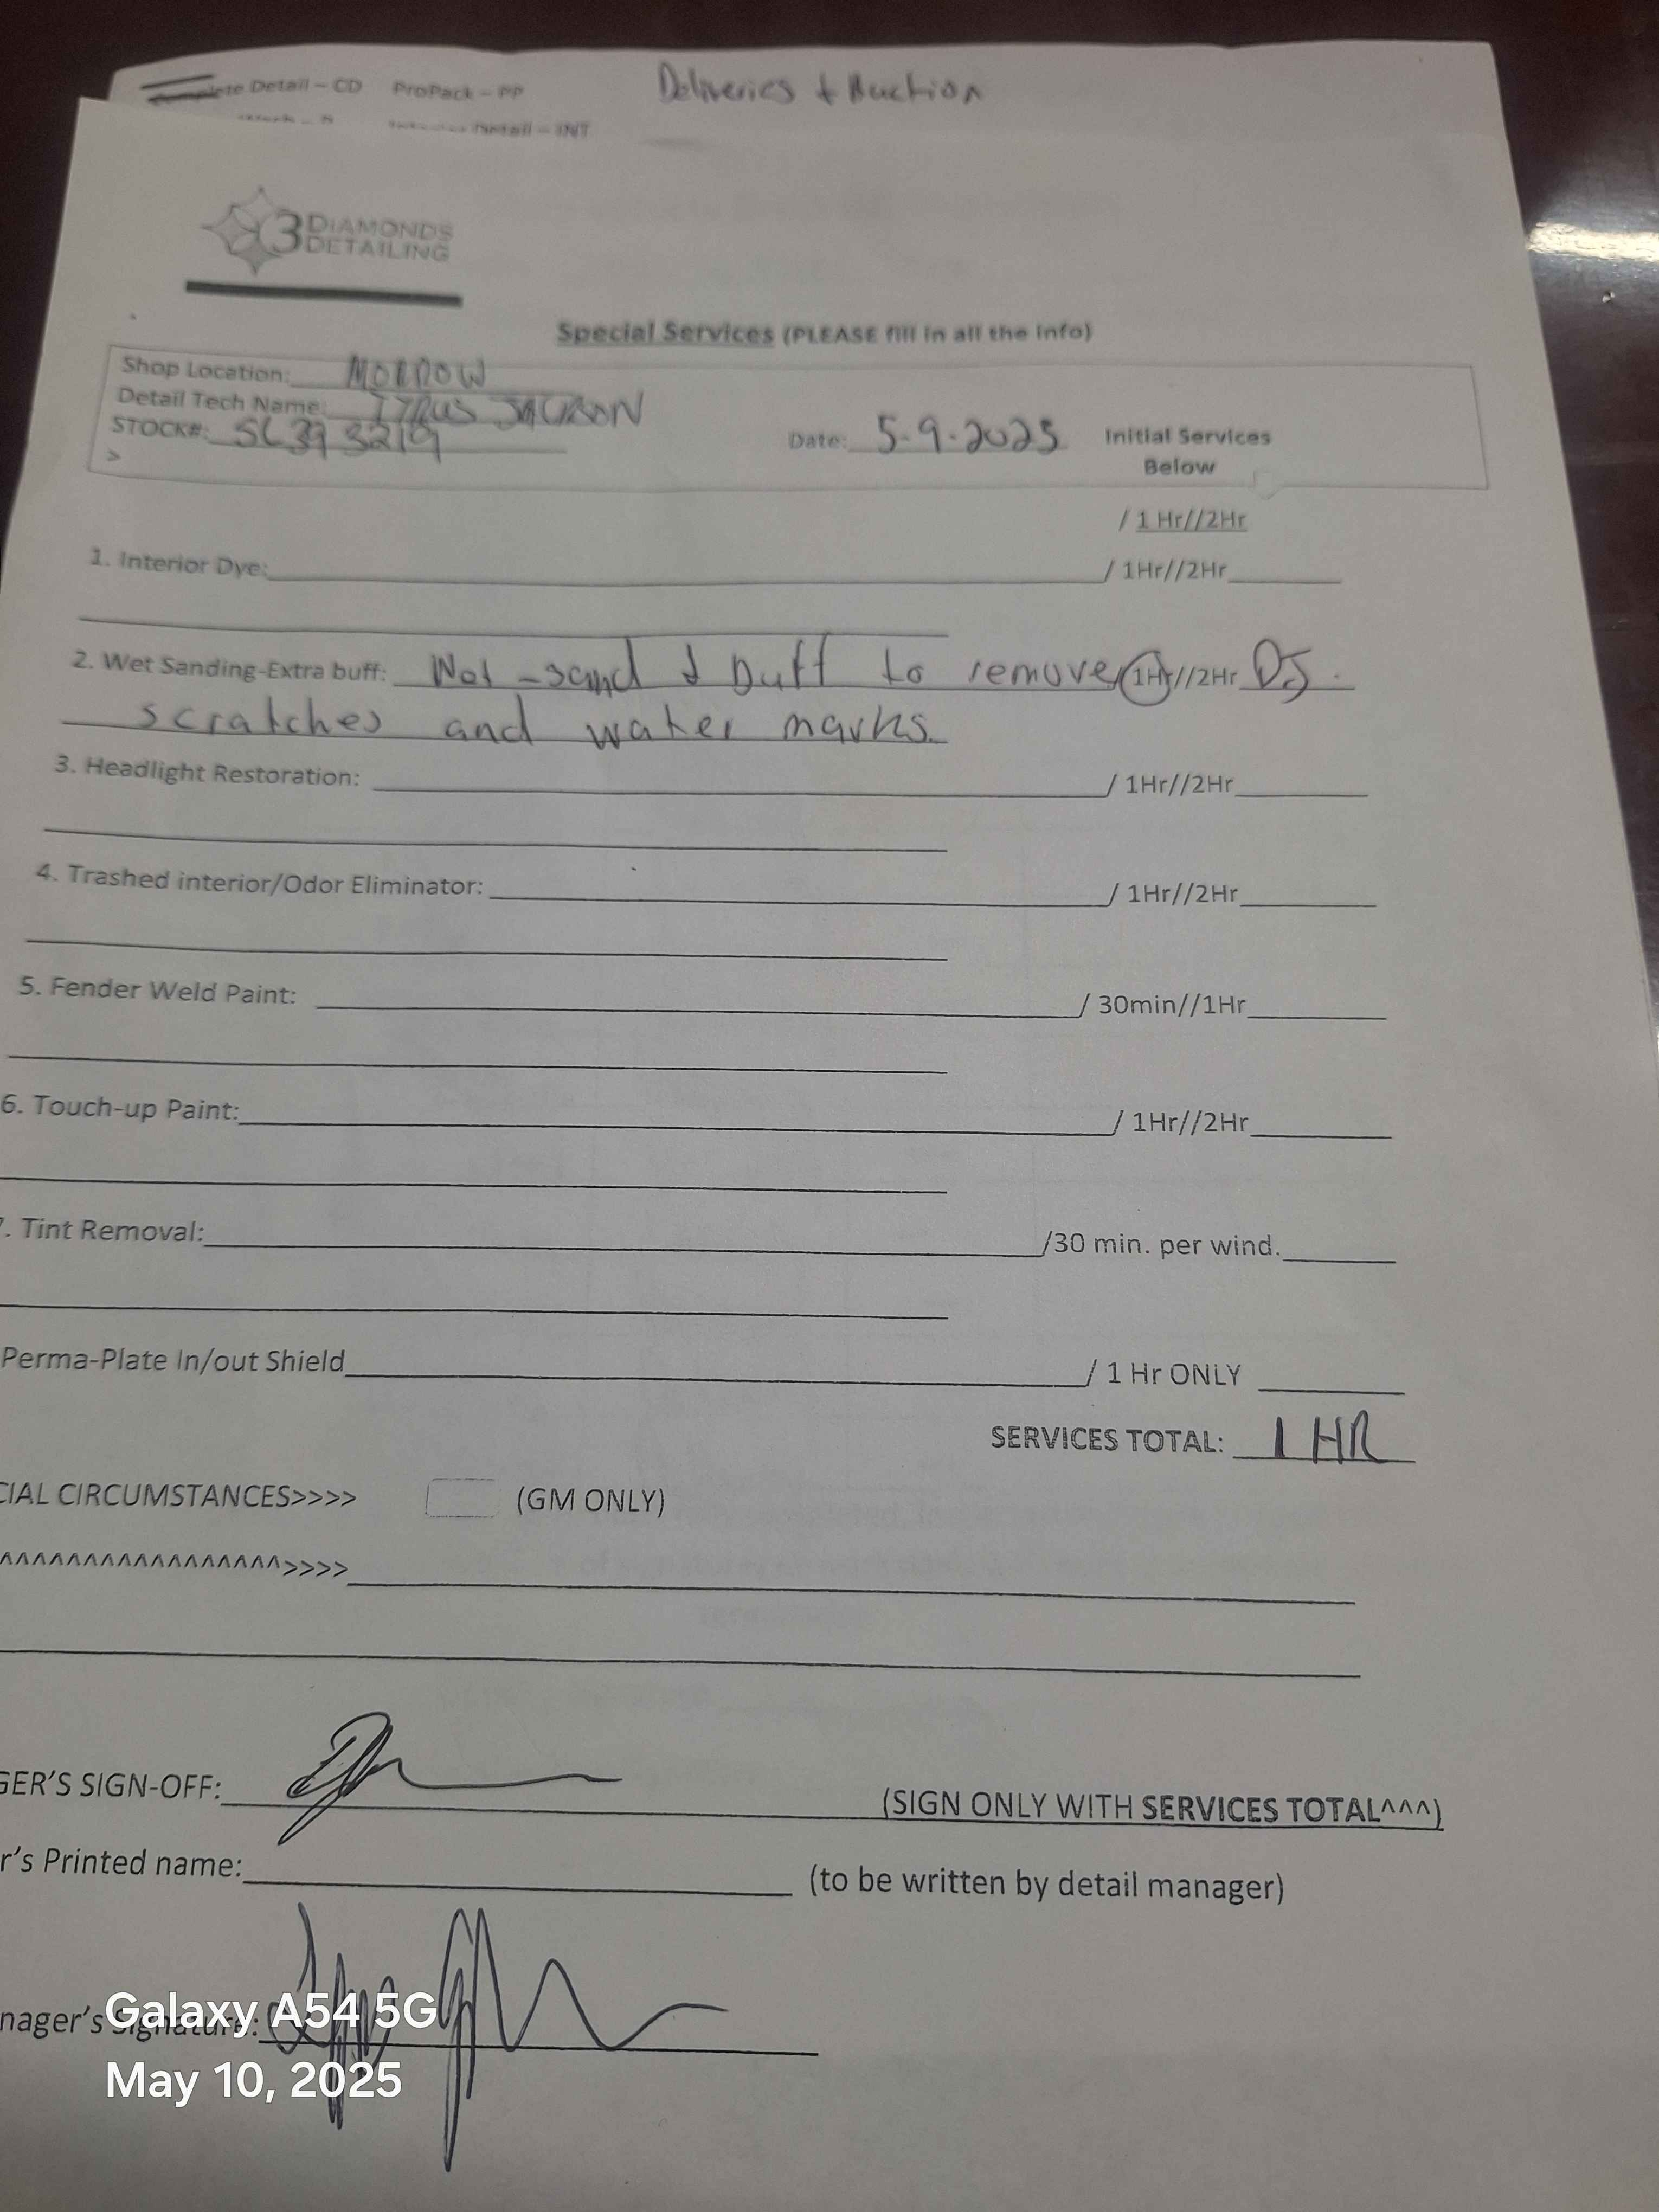 Detail – CD ProPack – PP Deliveries & Auction
Detail – INT
3 DIAMONDS
DETAILING
Special Services (PLEASE fill in all the info)
Shop Location: MORROW
Detail Tech Name: TYRUS JACKSON
STOCK#: SL393219 Date: 5-9-2025 Initial Services
> Below
/ 1 Hr//2Hr
1. Interior Dye: / 1Hr//2Hr
2. Wet Sanding-Extra buff: Wet-sand & Buff to remove / 1Hr//2Hr DJ.
scratches and water marks.
3. Headlight Restoration: / 1Hr//2Hr
4. Trashed interior/Odor Eliminator: / 1Hr//2Hr
5. Fender Weld Paint: / 30min//1Hr
6. Touch-up Paint: / 1Hr//2Hr
. Tint Removal: /30 min. per wind.
Perma-Plate In/out Shield / 1 Hr ONLY
SERVICES TOTAL: 1 HR
CIAL CIRCUMSTANCES>>>> (GM ONLY)
^^^^^^^^^^^^^^^^^>>>>
GER'S SIGN-OFF: (SIGN ONLY WITH SERVICES TOTAL^^^)
r's Printed name: (to be written by detail manager)
nager's Signature:
Galaxy A54 5G
May 10, 2025